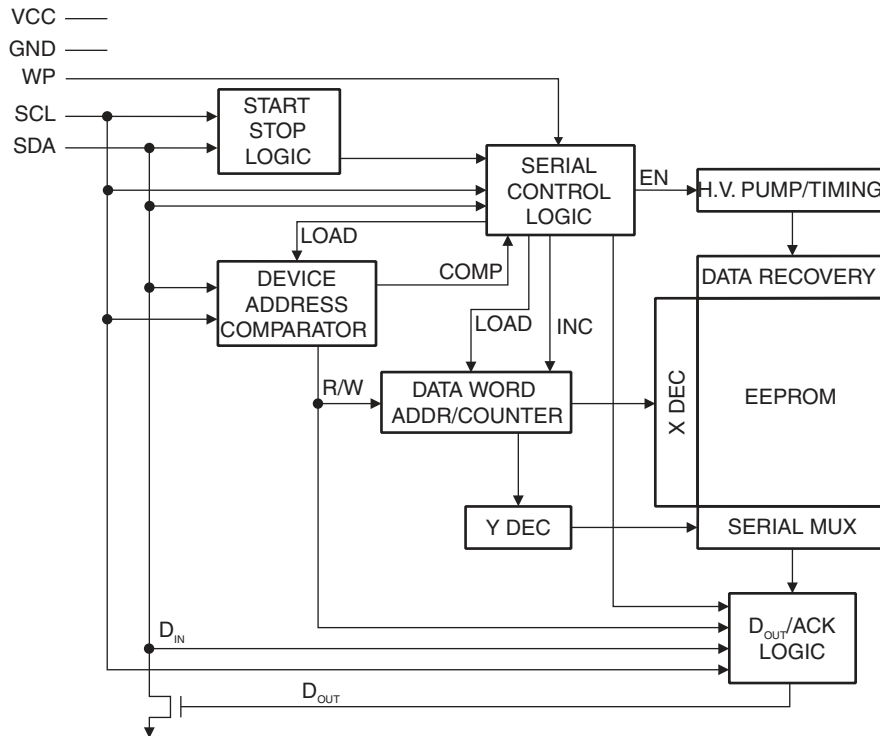 VCC
GND
WP
SCL
SDA
START
STOP
LOGIC
SERIAL
CONTROL
LOGIC
EN
H.V. PUMP/TIMING
LOAD
COMP
DEVICE
ADDRESS
COMPARATOR
DATA RECOVERY
LOAD
INC
R/W
DATA WORD
ADDR/COUNTER
X DEC
EEPROM
Y DEC
SERIAL MUX
DIN
DOUT/ACK
LOGIC
DOUT